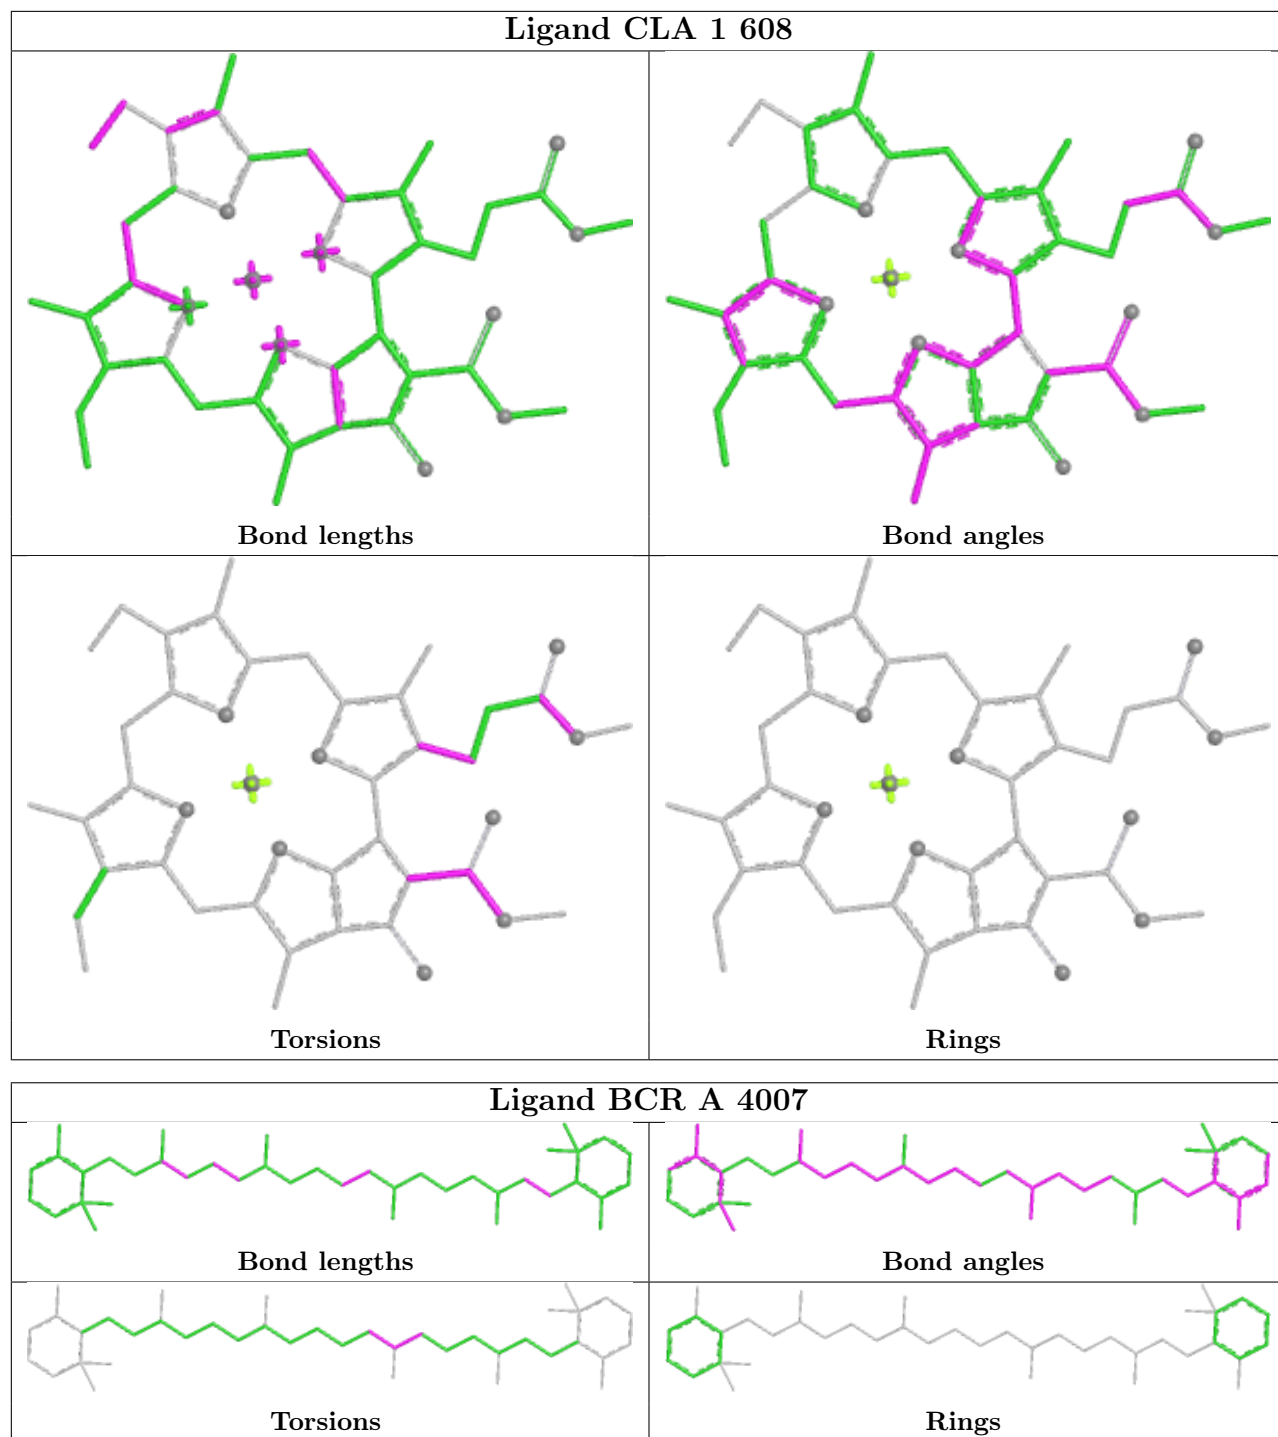 Ligand CLA 1 608
Bond lengths
Bond angles
Torsions
Rings
Ligand BCR A 4007
Bond lengths
Bond angles
Torsions
Rings